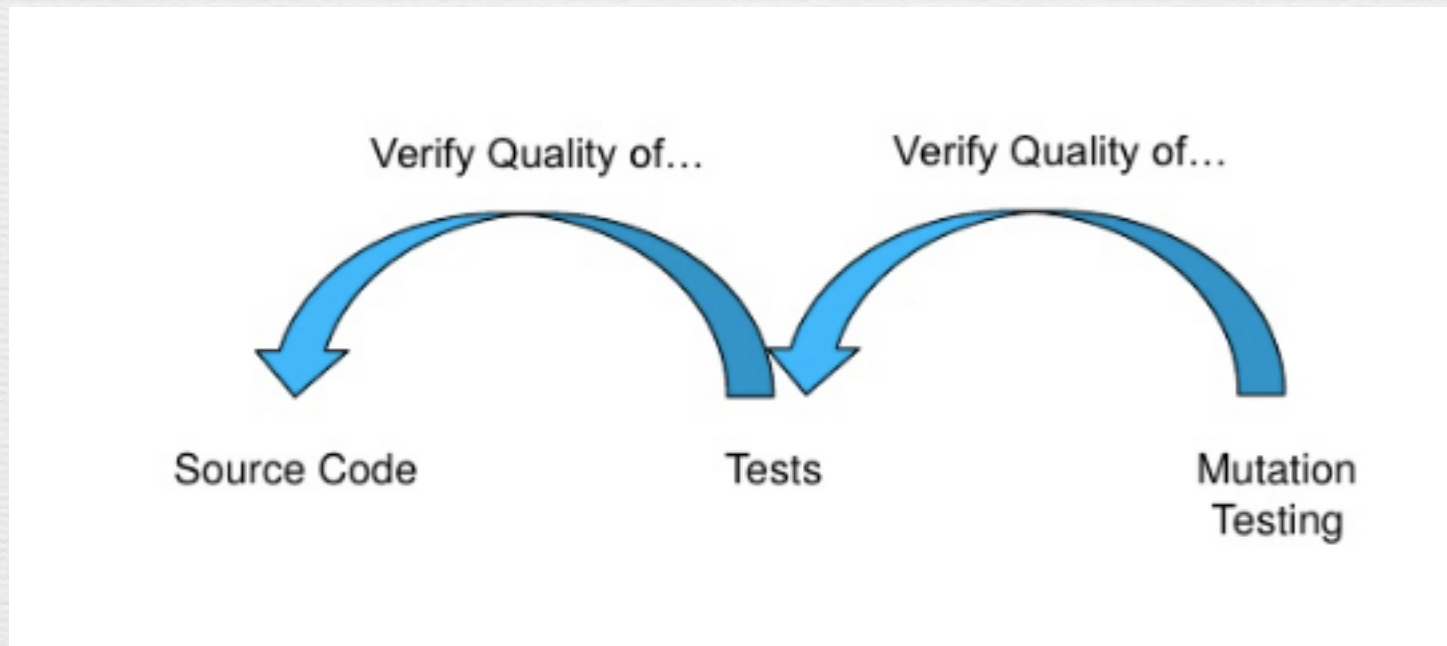 Verify Quality of...
Verify Quality of...
Source Code
Tests
Mutation
Testing